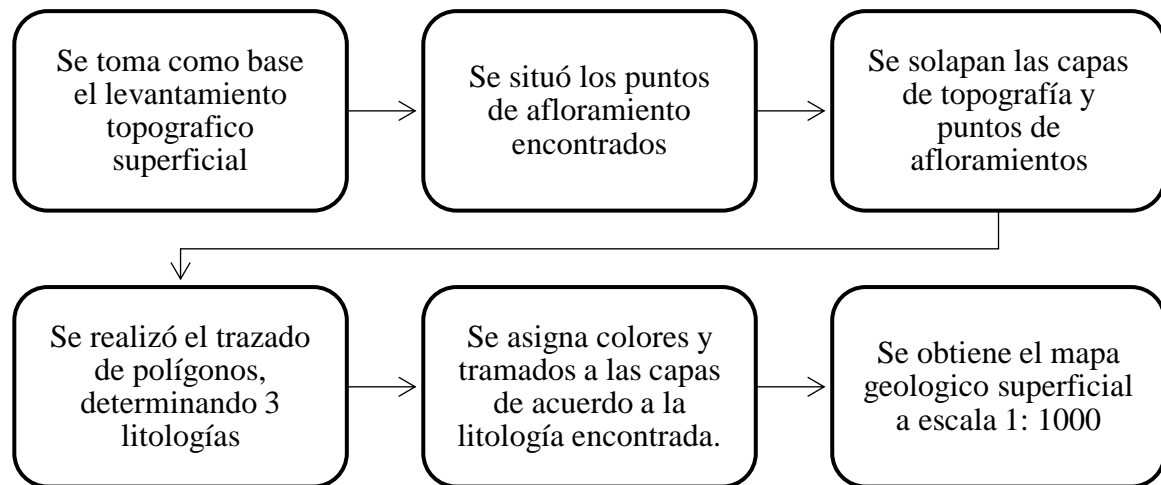 Se toma como base
el levantamiento
topografico
superficial
Se situó los puntos
de afloramiento
encontrados
Se solapan las capas
de topografía y
puntos de
afloramientos
Se realizó el trazado
de polígonos,
determinando 3
litologías
Se asigna colores y
tramados a las capas
de acuerdo a la
litología encontrada.
Se obtiene el mapa
geologico superficial
a escala 1: 1000